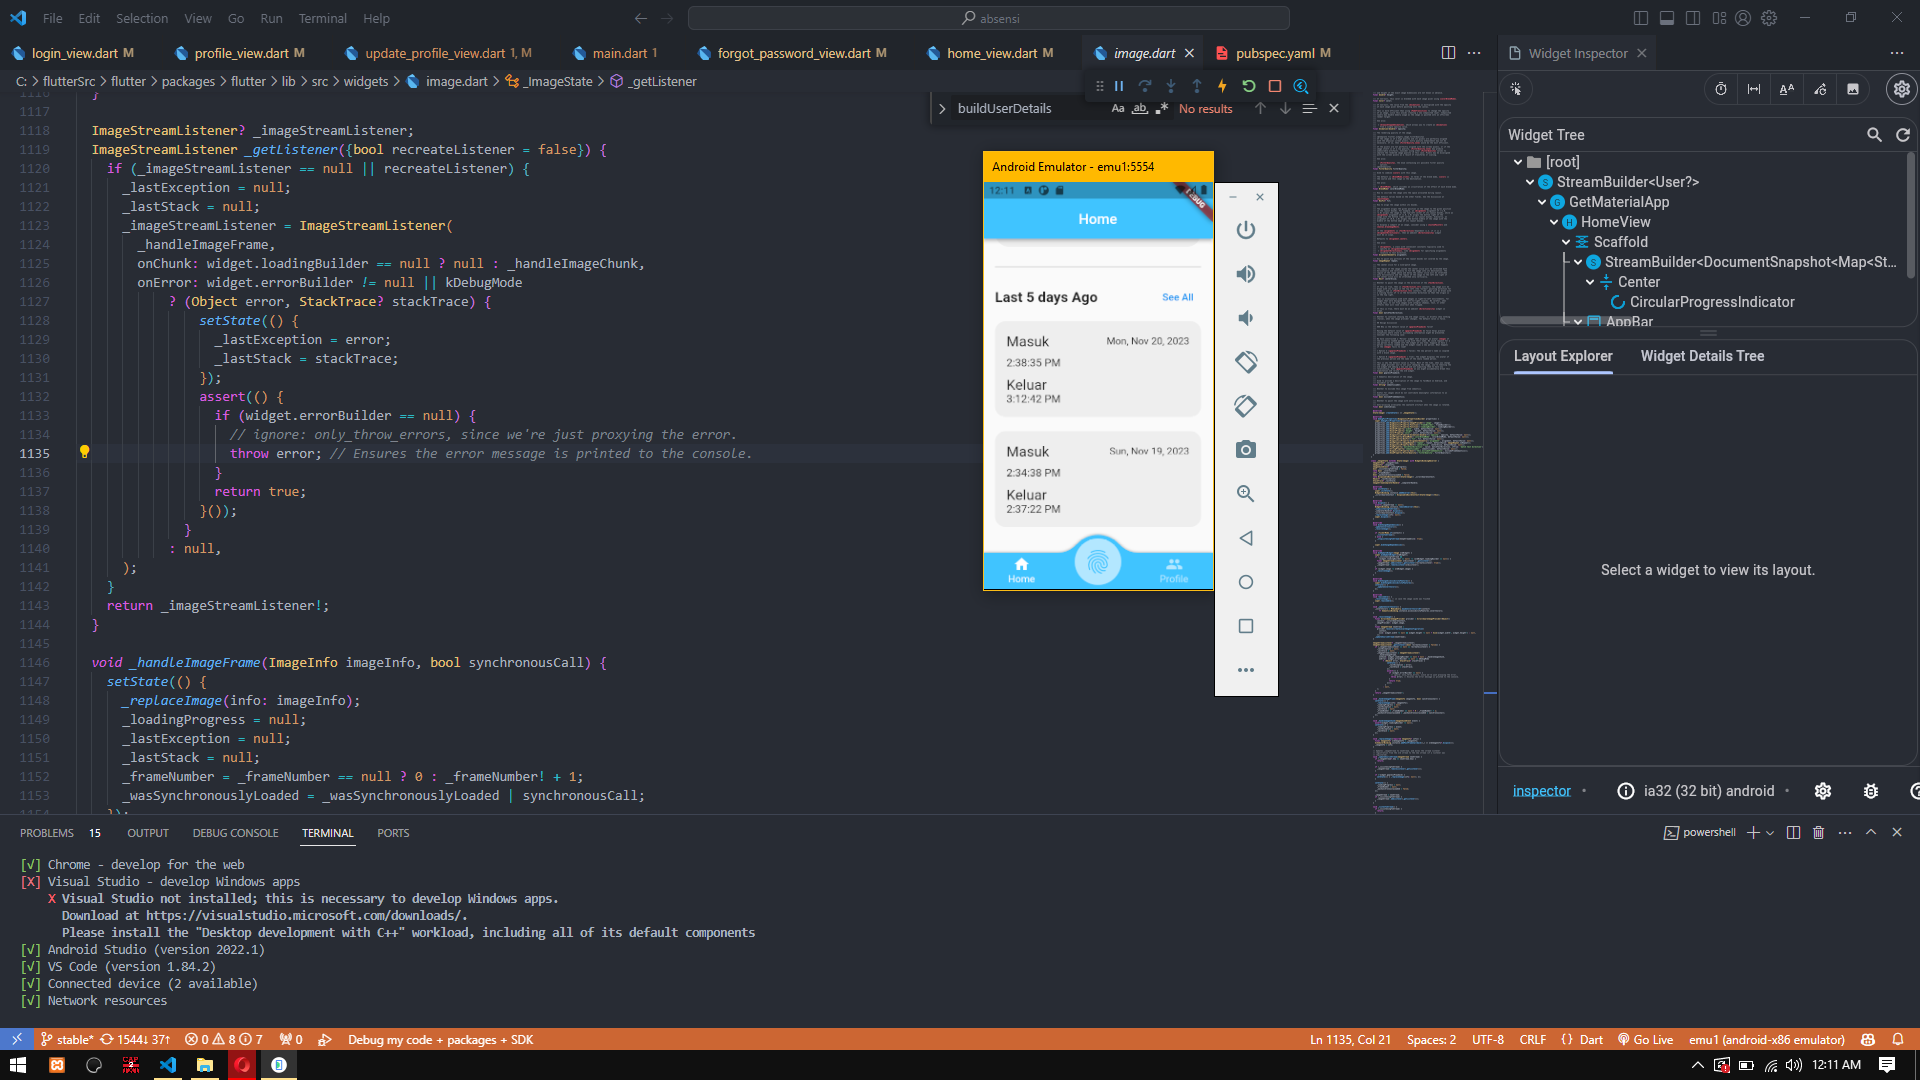 File Edit Selection View Go Run Terminal Help
absensi
login_view.dart M
profile_view.dart M
update_profile_view.dart 1, M
main.dart 1
forgot_password_view.dart M
home_view.dart M
image.dart
pubspec.yaml M
Widget Inspector
C: > flutterSrc > flutter > packages > flutter > lib > src > widgets > image.dart > _ImageState > _getListener
buildUserDetails
Aa ab. .*
No results
1116 }
1117
1118 ImageStreamListener? _imageStreamListener;
1119 ImageStreamListener _getListener({bool recreateListener = false}) {
1120 if (_imageStreamListener == null || recreateListener) {
1121 _lastException = null;
1122 _lastStack = null;
1123 _imageStreamListener = ImageStreamListener(
1124 _handleImageFrame,
1125 onChunk: widget.loadingBuilder == null ? null : _handleImageChunk,
1126 onError: widget.errorBuilder != null || kDebugMode
1127 ? (Object error, StackTrace? stackTrace) {
1128 setState(() {
1129 _lastException = error;
1130 _lastStack = stackTrace;
1131 });
1132 assert(() {
1133 if (widget.errorBuilder == null) {
1134 // ignore: only_throw_errors, since we're just proxying the error.
1135 throw error; // Ensures the error message is printed to the console.
1136 }
1137 return true;
1138 }());
1139 }
1140 : null,
1141 );
1142 }
1143 return _imageStreamListener!;
1144 }
1145
1146 void _handleImageFrame(ImageInfo imageInfo, bool synchronousCall) {
1147 setState(() {
1148 _replaceImage(info: imageInfo);
1149 _loadingProgress = null;
1150 _lastException = null;
1151 _lastStack = null;
1152 _frameNumber = _frameNumber == null ? 0 : _frameNumber! + 1;
1153 _wasSynchronouslyLoaded = _wasSynchronouslyLoaded | synchronousCall;
1154 });
Android Emulator - emu1:5554
12:11
DEBUG
Home
Last 5 days Ago
See All
Masuk
Mon, Nov 20, 2023
2:38:35 PM
Keluar
3:12:42 PM
Masuk
Sun, Nov 19, 2023
2:34:38 PM
Keluar
2:37:22 PM
Home
Profile
Widget Tree
[root]
StreamBuilder<User?>
GetMaterialApp
HomeView
Scaffold
StreamBuilder<DocumentSnapshot<Map<St...
Center
CircularProgressIndicator
AppBar
Layout Explorer
Widget Details Tree
Select a widget to view its layout.
inspector • ia32 (32 bit) android •
PROBLEMS 15 OUTPUT DEBUG CONSOLE TERMINAL PORTS
powershell
[√] Chrome - develop for the web
[X] Visual Studio - develop Windows apps
X Visual Studio not installed; this is necessary to develop Windows apps.
Download at https://visualstudio.microsoft.com/downloads/.
Please install the "Desktop development with C++" workload, including all of its default components
[√] Android Studio (version 2022.1)
[√] VS Code (version 1.84.2)
[√] Connected device (2 available)
[√] Network resources
stable* 1544↓ 37↑ 0 8 7 0 Debug my code + packages + SDK
Ln 1135, Col 21 Spaces: 2 UTF-8 CRLF {} Dart Go Live emu1 (android-x86 emulator)
12:11 AM